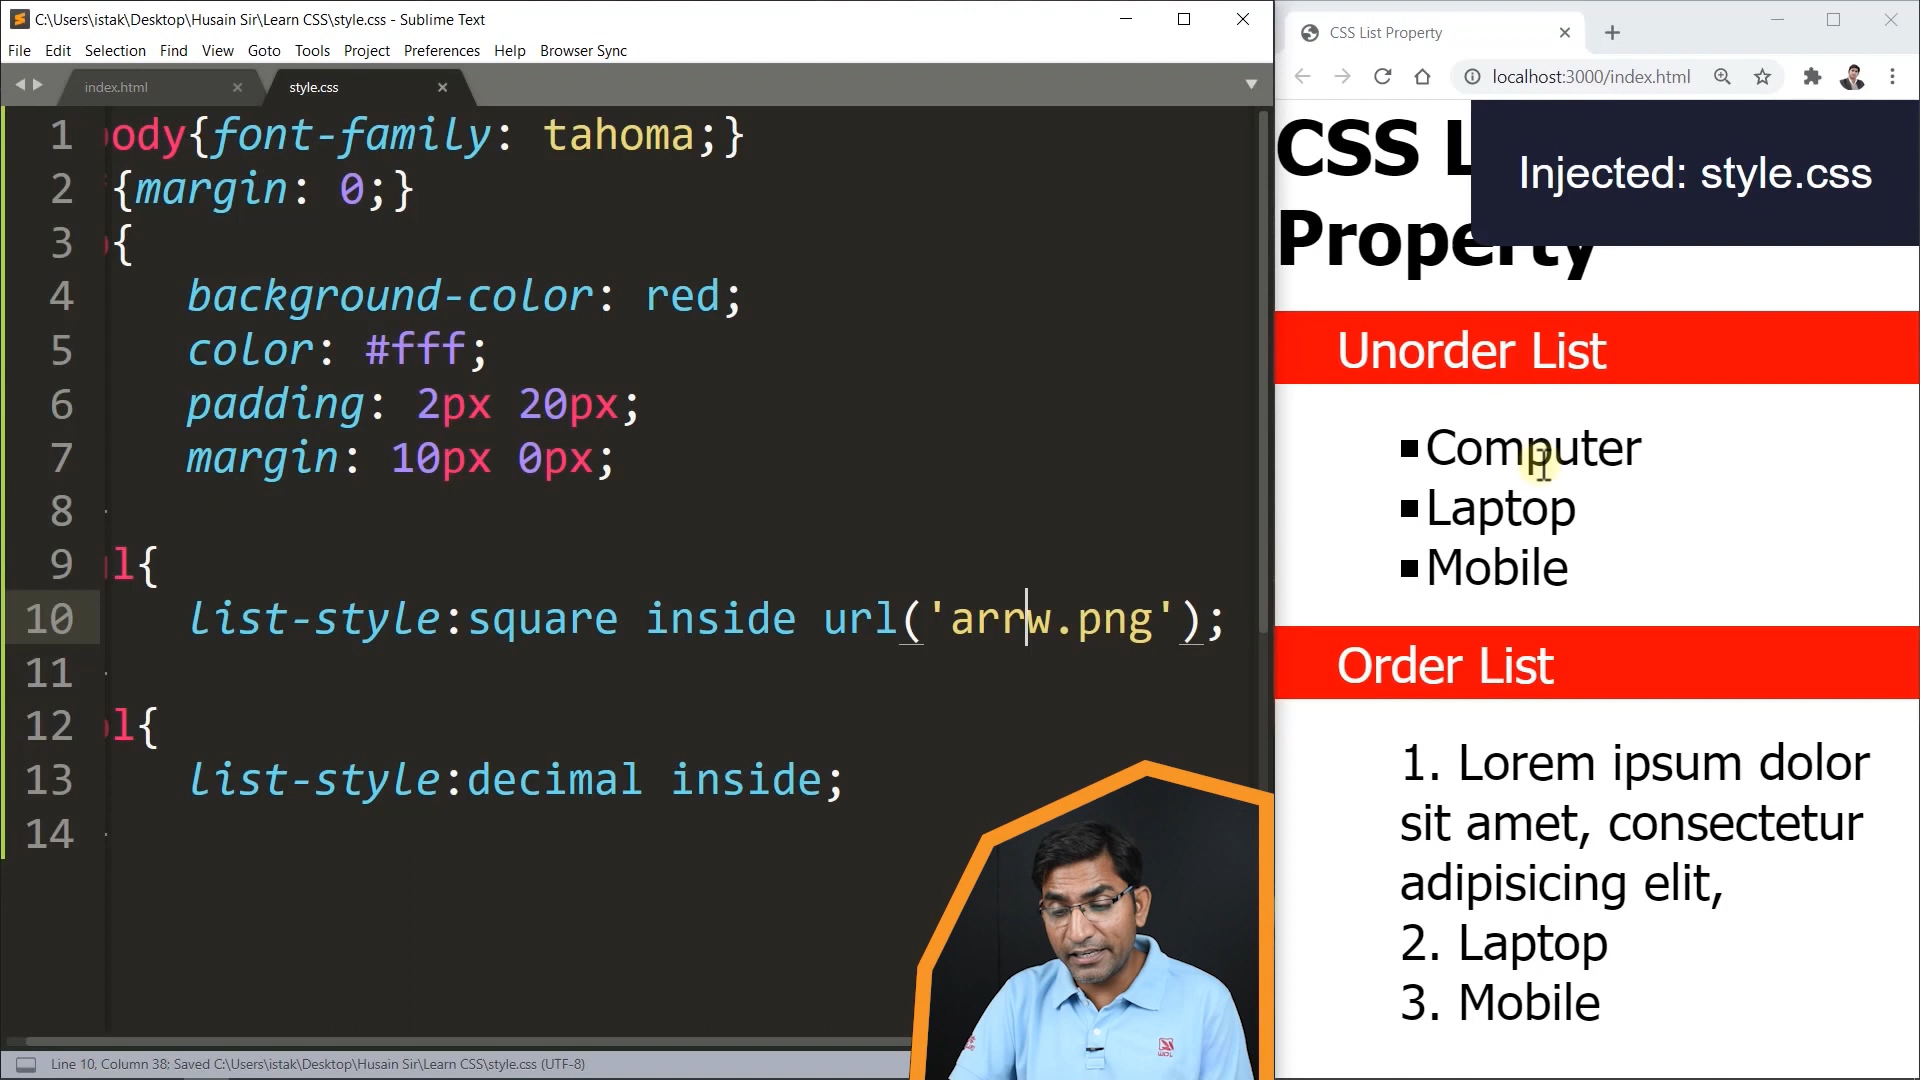 C:\Users\istak\Desktop\Husain Sir\Learn CSS\style.css - Sublime Text
File Edit Selection Find View Goto Tools Project Preferences Help Browser Sync
index.html
style.css
1 ody{font-family: tahoma;}
2 {margin: 0;}
3 {
4 background-color: red;
5 color: #fff;
6 padding: 2px 20px;
7 margin: 10px 0px;
8
9 l{
10 list-style:square inside url('arrw.png');
11
12 l{
13 list-style:decimal inside;
14
Line 10, Column 38; Saved C:\Users\istak\Desktop\Husain Sir\Learn CSS\style.css (UTF-8)
CSS List Property
localhost:3000/index.html
CSS L
Property
Injected: style.css
Unorder List
Computer
Laptop
Mobile
Order List
1. Lorem ipsum dolor
sit amet, consectetur
adipisicing elit,
2. Laptop
3. Mobile